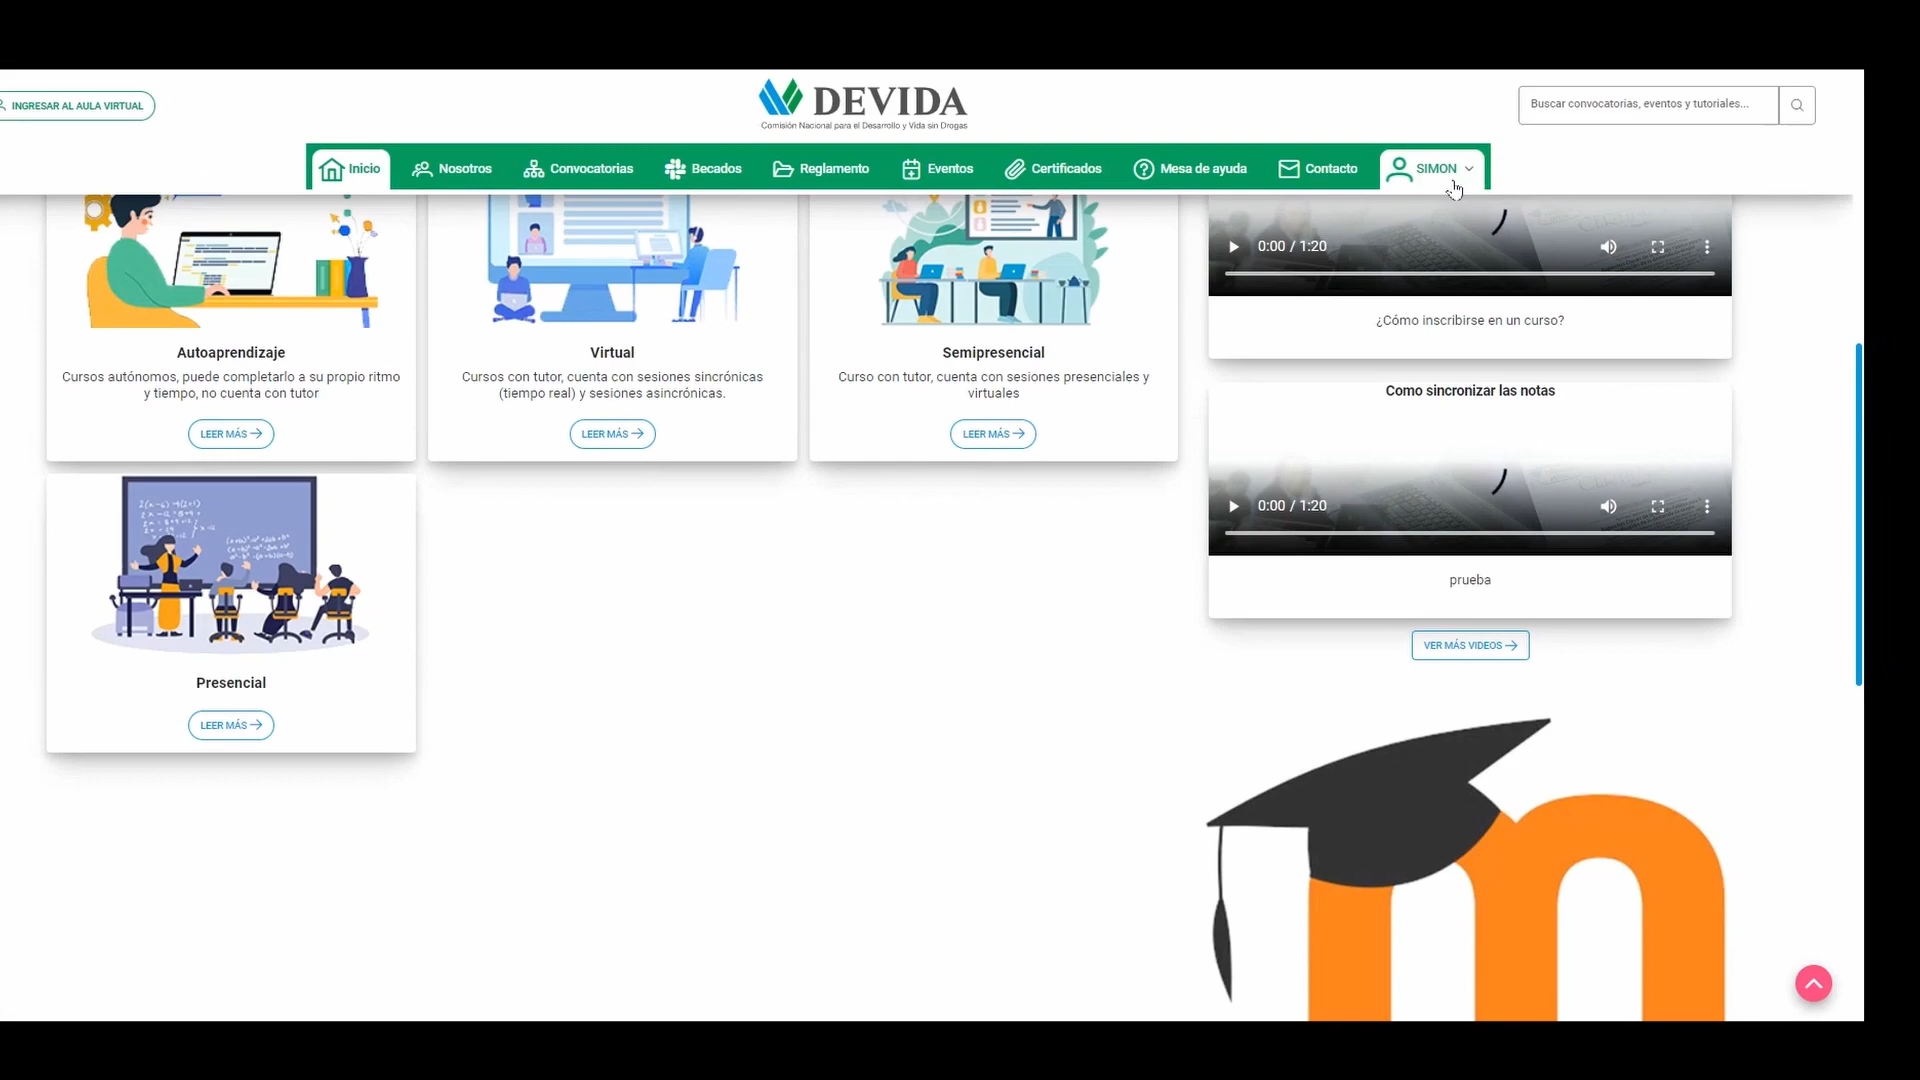 INGRESAR AL AULA VIRTUAL
DEVIDA
Comisión Nacional para el Desarrollo y Vida sin Drogas
Buscar convocatorias, eventos y tutoriales...
Inicio
Nosotros
Convocatorias
Becados
Reglamento
Eventos
Certificados
Mesa de ayuda
Contacto
SIMON
Autoaprendizaje
Cursos autónomos, puede completarlo a su propio ritmo
y tiempo, no cuenta con tutor
LEER MÁS
Virtual
Cursos con tutor, cuenta con sesiones sincrónicas
(tiempo real) y sesiones asincrónicas.
LEER MÁS
Semipresencial
Curso con tutor, cuenta con sesiones presenciales y
virtuales
LEER MÁS
Presencial
LEER MÁS
0:00 / 1:20
¿Cómo inscribirse en un curso?
Como sincronizar las notas
0:00 / 1:20
prueba
VER MÁS VIDEOS
m